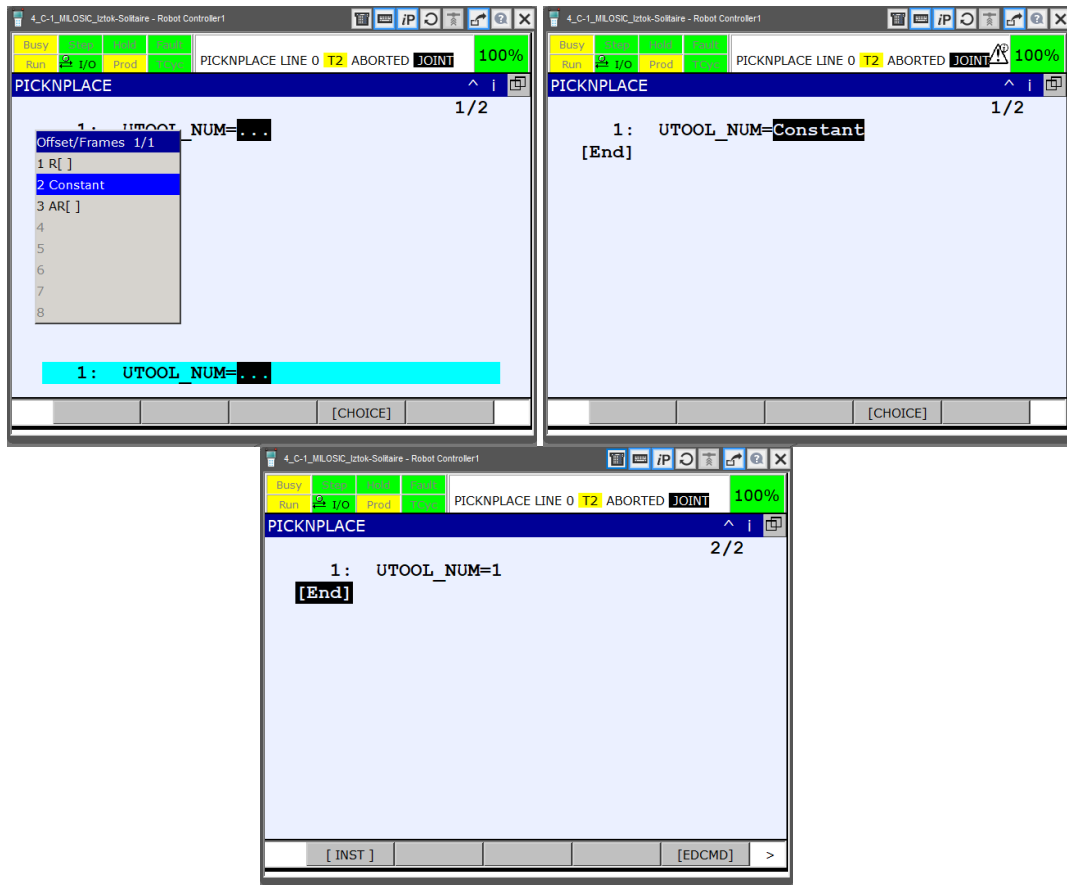 4_C-1_MILOSIC_Iztok-Solitaire - Robot Controller1
iP
Busy Step Hold Fault
Run I/O Prod TCyc
PICKNPLACE LINE 0 T2 ABORTED JOINT
100%
PICKNPLACE
^ i
1/2
1: UTOOL_NUM=...
Offset/Frames 1/1
1 R[ ]
2 Constant
3 AR[ ]
4
5
6
7
8
1: UTOOL_NUM=...
[CHOICE]
4_C-1_MILOSIC_Iztok-Solitaire - Robot Controller1
iP
Busy Step Hold Fault
Run I/O Prod TCyc
PICKNPLACE LINE 0 T2 ABORTED JOINT
100%
PICKNPLACE
^ i
1/2
1: UTOOL_NUM=Constant
[End]
[CHOICE]
4_C-1_MILOSIC_Iztok-Solitaire - Robot Controller1
iP
Busy Step Hold Fault
Run I/O Prod TCyc
PICKNPLACE LINE 0 T2 ABORTED JOINT
100%
PICKNPLACE
^ i
2/2
1: UTOOL_NUM=1
[End]
[ INST ] [EDCMD] >